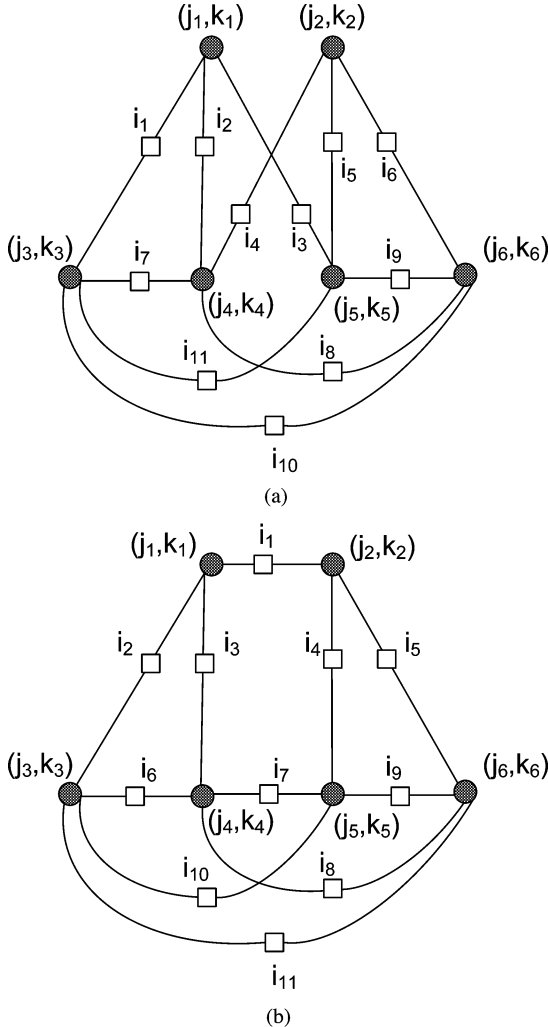 (j₁,k₁) (j₂,k₂)
i₁ i₂ i₅ i₆
i₄ i₃
(j₃,k₃) i₇ i₉ (j₆,k₆)
(j₄,k₄) (j₅,k₅)
i₁₁ i₈
i₁₀
(a)
(j₁,k₁) i₁ (j₂,k₂)
i₂ i₃ i₄ i₅
(j₃,k₃) i₆ i₇ i₉ (j₆,k₆)
(j₄,k₄) (j₅,k₅)
i₁₀ i₈
i₁₁
(b)